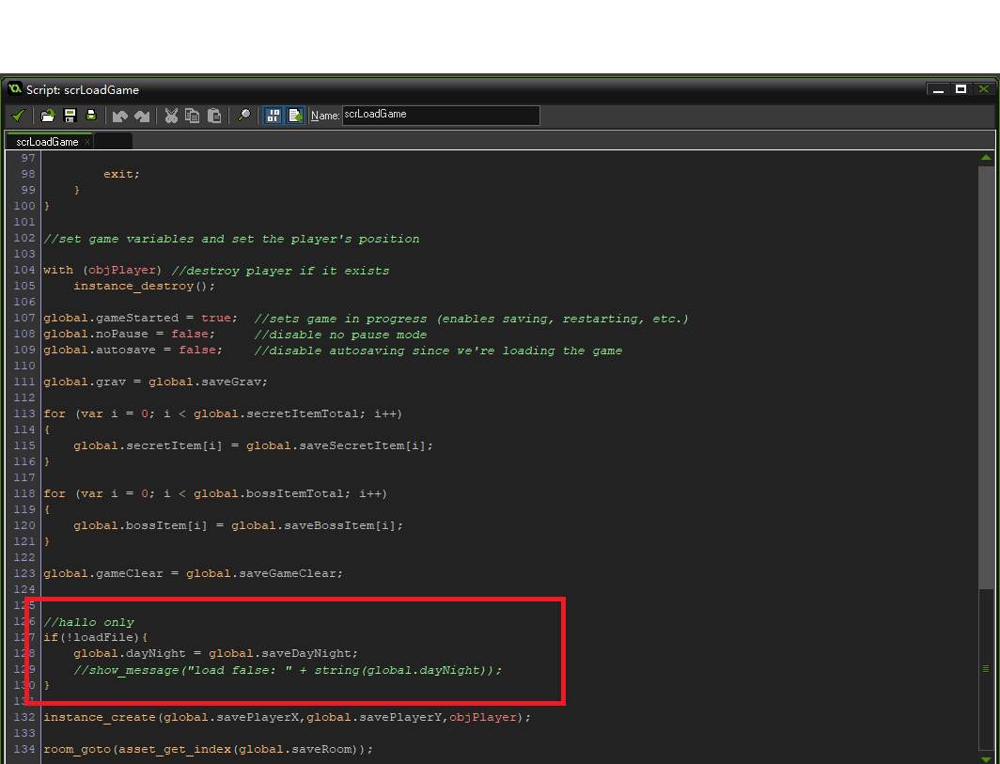 Script: scrLoadGame
Name: scrLoadGame
scrLoadGame ×
97
98         exit;
99     }
100 }
101
102 //set game variables and set the player's position
103
104 with (objPlayer) //destroy player if it exists
105     instance_destroy();
106
107 global.gameStarted = true;  //sets game in progress (enables saving, restarting, etc.)
108 global.noPause = false;     //disable no pause mode
109 global.autosave = false;    //disable autosaving since we're loading the game
110
111 global.grav = global.saveGrav;
112
113 for (var i = 0; i < global.secretItemTotal; i++)
114 {
115     global.secretItem[i] = global.saveSecretItem[i];
116 }
117
118 for (var i = 0; i < global.bossItemTotal; i++)
119 {
120     global.bossItem[i] = global.saveBossItem[i];
121 }
122
123 global.gameClear = global.saveGameClear;
124
125
126 //hallo only
127 if(!loadFile){
128     global.dayNight = global.saveDayNight;
129     //show_message("load false: " + string(global.dayNight));
130 }
131
132 instance_create(global.savePlayerX,global.savePlayerY,objPlayer);
133
134 room_goto(asset_get_index(global.saveRoom));